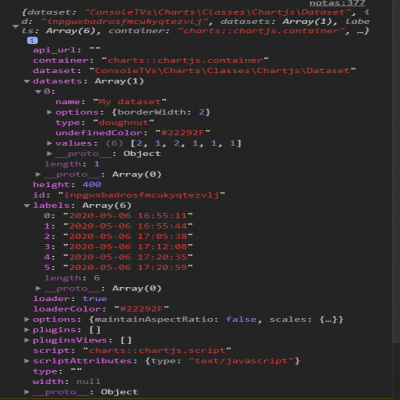 notas:377
{dataset: "ConsoleTVs\Charts\Classes\Chartjs\Dataset", i
d: "inpgwxbadrosfmcukyqtezvlj", datasets: Array(1), labe
ls: Array(6), container: "charts::chartjs.container", …}
i
api_url: ""
container: "charts::chartjs.container"
dataset: "ConsoleTVs\Charts\Classes\Chartjs\Dataset"
datasets: Array(1)
0:
name: "My dataset"
options: {borderWidth: 2}
type: "doughnut"
undefinedColor: "#22292F"
values: (6) [2, 1, 2, 1, 1, 1]
__proto__: Object
length: 1
__proto__: Array(0)
height: 400
id: "inpgwxbadrosfmcukyqtezvlj"
labels: Array(6)
0: "2020-05-06 16:55:11"
1: "2020-05-06 16:55:44"
2: "2020-05-06 17:05:38"
3: "2020-05-06 17:12:08"
4: "2020-05-06 17:20:35"
5: "2020-05-06 17:20:59"
length: 6
__proto__: Array(0)
loader: true
loaderColor: "#22292F"
options: {maintainAspectRatio: false, scales: {…}}
plugins: []
pluginsViews: []
script: "charts::chartjs.script"
scriptAttributes: {type: "text/javascript"}
type: ""
width: null
__proto__: Object